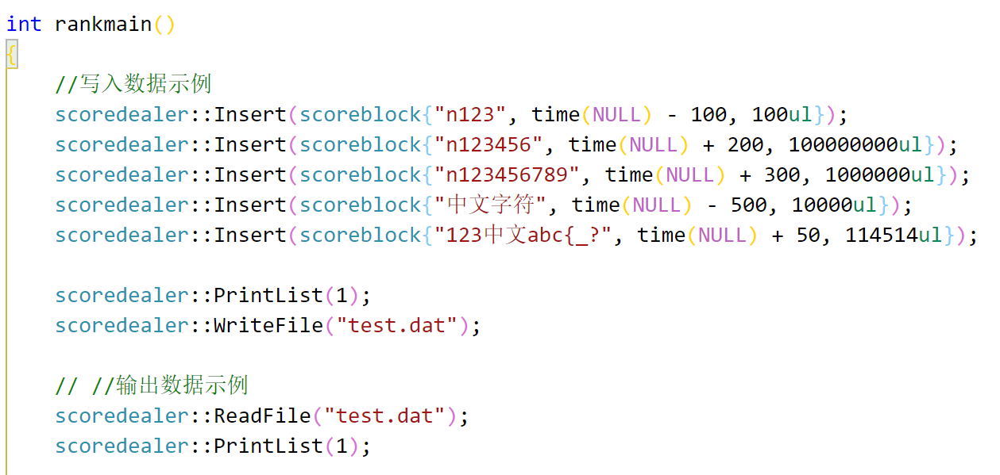 int rankmain()
{
//写入数据示例
scoredealer::Insert(scoreblock{"n123", time(NULL) - 100, 100ul});
scoredealer::Insert(scoreblock{"n123456", time(NULL) + 200, 100000000ul});
scoredealer::Insert(scoreblock{"n123456789", time(NULL) + 300, 1000000ul});
scoredealer::Insert(scoreblock{"中文字符", time(NULL) - 500, 10000ul});
scoredealer::Insert(scoreblock{"123中文abc{_?", time(NULL) + 50, 114514ul});
scoredealer::PrintList(1);
scoredealer::WriteFile("test.dat");
// //输出数据示例
scoredealer::ReadFile("test.dat");
scoredealer::PrintList(1);